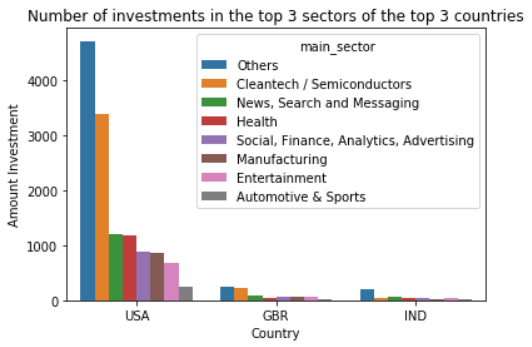 Number of investments in the top 3 sectors of the top 3 countries
main_sector
Others
Cleantech / Semiconductors
News, Search and Messaging
Health
Social, Finance, Analytics, Advertising
Manufacturing
Entertainment
Automotive & Sports
Amount Investment
4000
3000
2000
1000
0
USA
GBR
IND
Country